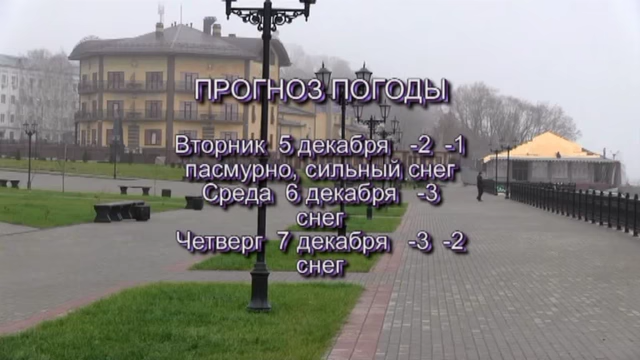 ПРОГНОЗ ПОГОДЫ
Вторник 5 декабря -2 -1
пасмурно, сильный снег
Среда 6 декабря -3
снег
Четверг 7 декабря -3 -2
снег